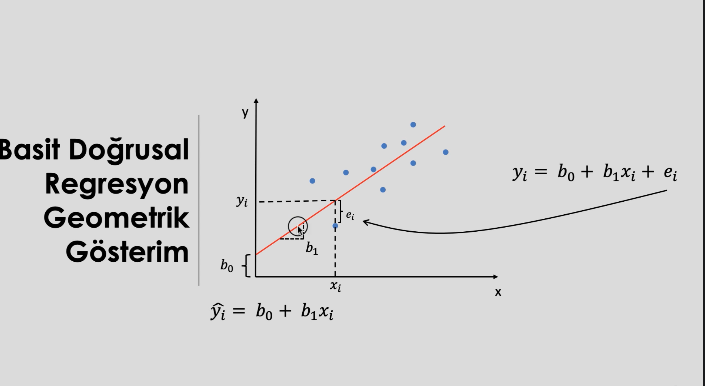 Basit Doğrusal
Regresyon
Geometrik
Gösterim
y
yᵢ
eᵢ
b₁
b₀
xᵢ
x
ŷᵢ = b₀ + b₁xᵢ
yᵢ = b₀ + b₁xᵢ + eᵢ